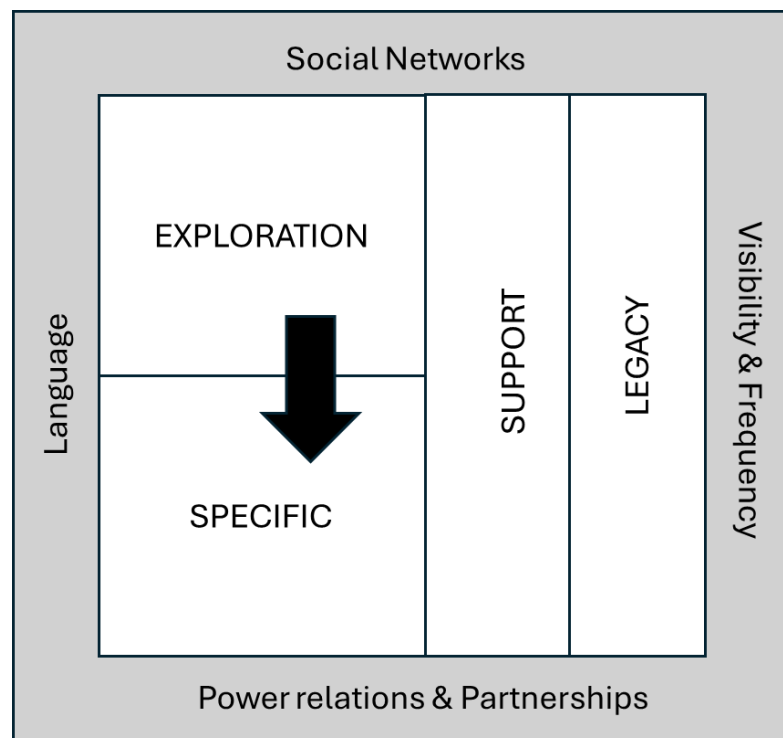 Social Networks
EXPLORATION
SPECIFIC
SUPPORT
LEGACY
Language
Visibility & Frequency
Power relations & Partnerships